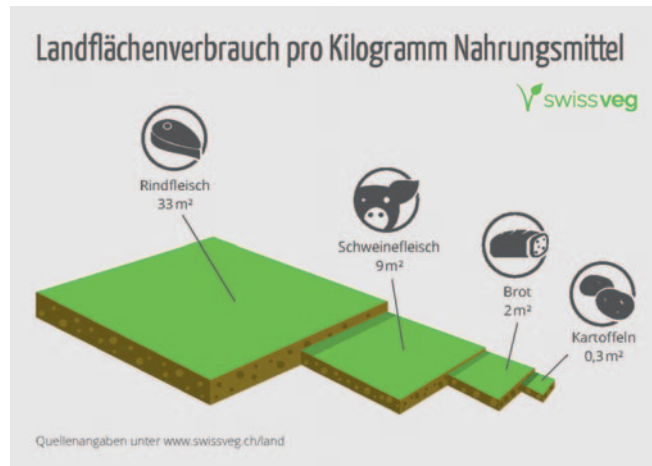 Landflächenverbrauch pro Kilogramm Nahrungsmittel
swissveg
Rindfleisch
33 m²
Schweinefleisch
9 m²
Brot
2 m²
Kartoffeln
0,3 m²
Quellenangaben unter www.swissveg.ch/land